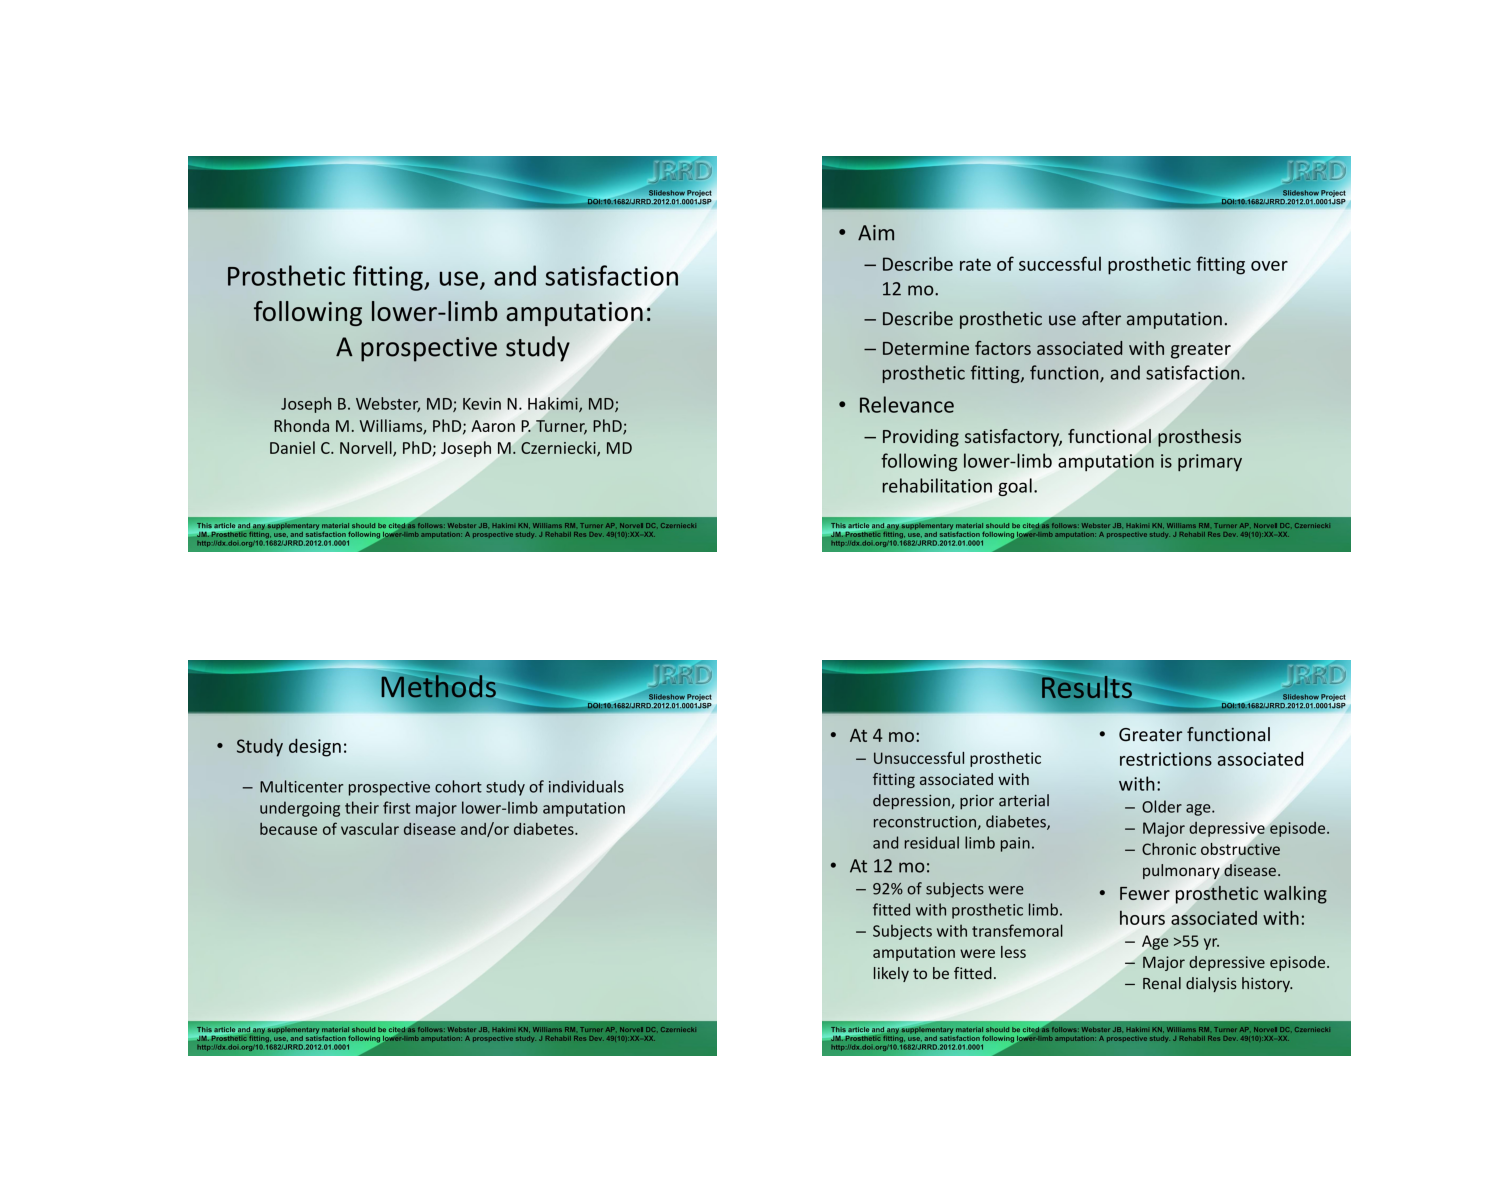 JRRD
Slideshow Project
DOI:10.1682/JRRD.2012.01.0001JSP
Prosthetic fitting, use, and satisfaction
following lower-limb amputation:
A prospective study
Joseph B. Webster, MD; Kevin N. Hakimi, MD;
Rhonda M. Williams, PhD; Aaron P. Turner, PhD;
Daniel C. Norvell, PhD; Joseph M. Czerniecki, MD
This article and any supplementary material should be cited as follows: Webster JB, Hakimi KN, Williams RM, Turner AP, Norvell DC, Czerniecki
JM. Prosthetic fitting, use, and satisfaction following lower-limb amputation: A prospective study. J Rehabil Res Dev. 49(10):XX–XX.
http://dx.doi.org/10.1682/JRRD.2012.01.0001
JRRD
Slideshow Project
DOI:10.1682/JRRD.2012.01.0001JSP
• Aim
– Describe rate of successful prosthetic fitting over
12 mo.
– Describe prosthetic use after amputation.
– Determine factors associated with greater
prosthetic fitting, function, and satisfaction.
• Relevance
– Providing satisfactory, functional prosthesis
following lower-limb amputation is primary
rehabilitation goal.
This article and any supplementary material should be cited as follows: Webster JB, Hakimi KN, Williams RM, Turner AP, Norvell DC, Czerniecki
JM. Prosthetic fitting, use, and satisfaction following lower-limb amputation: A prospective study. J Rehabil Res Dev. 49(10):XX–XX.
http://dx.doi.org/10.1682/JRRD.2012.01.0001
JRRD
Methods
Slideshow Project
DOI:10.1682/JRRD.2012.01.0001JSP
• Study design:
– Multicenter prospective cohort study of individuals
undergoing their first major lower-limb amputation
because of vascular disease and/or diabetes.
This article and any supplementary material should be cited as follows: Webster JB, Hakimi KN, Williams RM, Turner AP, Norvell DC, Czerniecki
JM. Prosthetic fitting, use, and satisfaction following lower-limb amputation: A prospective study. J Rehabil Res Dev. 49(10):XX–XX.
http://dx.doi.org/10.1682/JRRD.2012.01.0001
JRRD
Results
Slideshow Project
DOI:10.1682/JRRD.2012.01.0001JSP
• At 4 mo:
– Unsuccessful prosthetic
fitting associated with
depression, prior arterial
reconstruction, diabetes,
and residual limb pain.
• At 12 mo:
– 92% of subjects were
fitted with prosthetic limb.
– Subjects with transfemoral
amputation were less
likely to be fitted.
• Greater functional
restrictions associated
with:
– Older age.
– Major depressive episode.
– Chronic obstructive
pulmonary disease.
• Fewer prosthetic walking
hours associated with:
– Age >55 yr.
– Major depressive episode.
– Renal dialysis history.
This article and any supplementary material should be cited as follows: Webster JB, Hakimi KN, Williams RM, Turner AP, Norvell DC, Czerniecki
JM. Prosthetic fitting, use, and satisfaction following lower-limb amputation: A prospective study. J Rehabil Res Dev. 49(10):XX–XX.
http://dx.doi.org/10.1682/JRRD.2012.01.0001